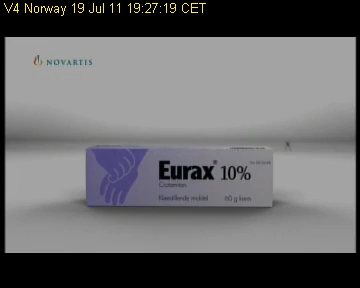 V4 Norway 19 Jul 11 19:27:19 CET
NOVARTIS
Eurax® 10%
Crotamiton
Kløestillende middel 60 g krem